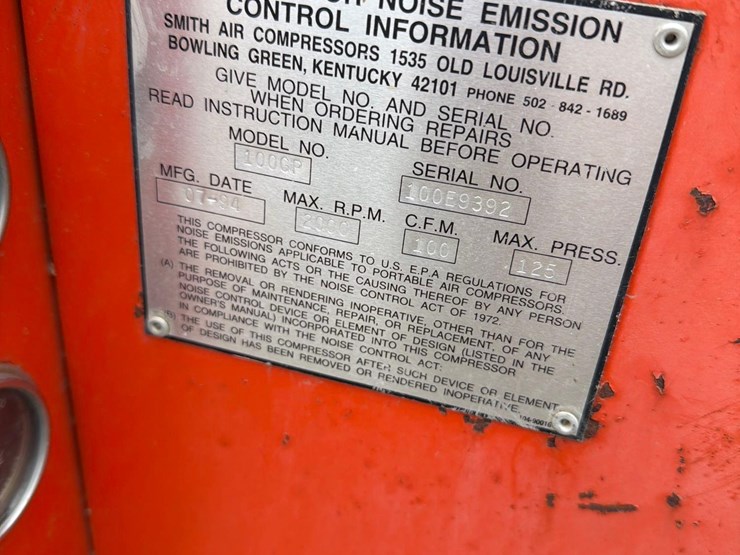 NOISE EMISSION
CONTROL INFORMATION
SMITH AIR COMPRESSORS 1535 OLD LOUISVILLE RD.
BOWLING GREEN, KENTUCKY 42101 PHONE 502-842-1689
GIVE MODEL NO. AND SERIAL NO.
WHEN ORDERING REPAIRS
READ INSTRUCTION MANUAL BEFORE OPERATING
MODEL NO. SERIAL NO.
100E9392
MFG. DATE MAX. R.P.M. C.F.M. MAX. PRESS.
07-94 100 125
THIS COMPRESSOR CONFORMS TO U.S. E.P.A REGULATIONS FOR
NOISE EMISSIONS APPLICABLE TO PORTABLE AIR COMPRESSORS.
THE FOLLOWING ACTS OR THE CAUSING THEREOF BY ANY PERSON
ARE PROHIBITED BY THE NOISE CONTROL ACT OF 1972.
(A) THE REMOVAL OR RENDERING INOPERATIVE, OTHER THAN FOR THE
PURPOSE OF MAINTENANCE, REPAIR, OR REPLACEMENT, OF ANY
NOISE CONTROL DEVICE OR ELEMENT OF DESIGN (LISTED IN THE
OWNER'S MANUAL) INCORPORATED INTO THIS COMPRESSOR
IN COMPLIANCE WITH THE NOISE CONTROL ACT:
THE USE OF THIS COMPRESSOR AFTER SUCH DEVICE OR ELEMENT
OF DESIGN HAS BEEN REMOVED OR RENDERED INOPERATIVE.